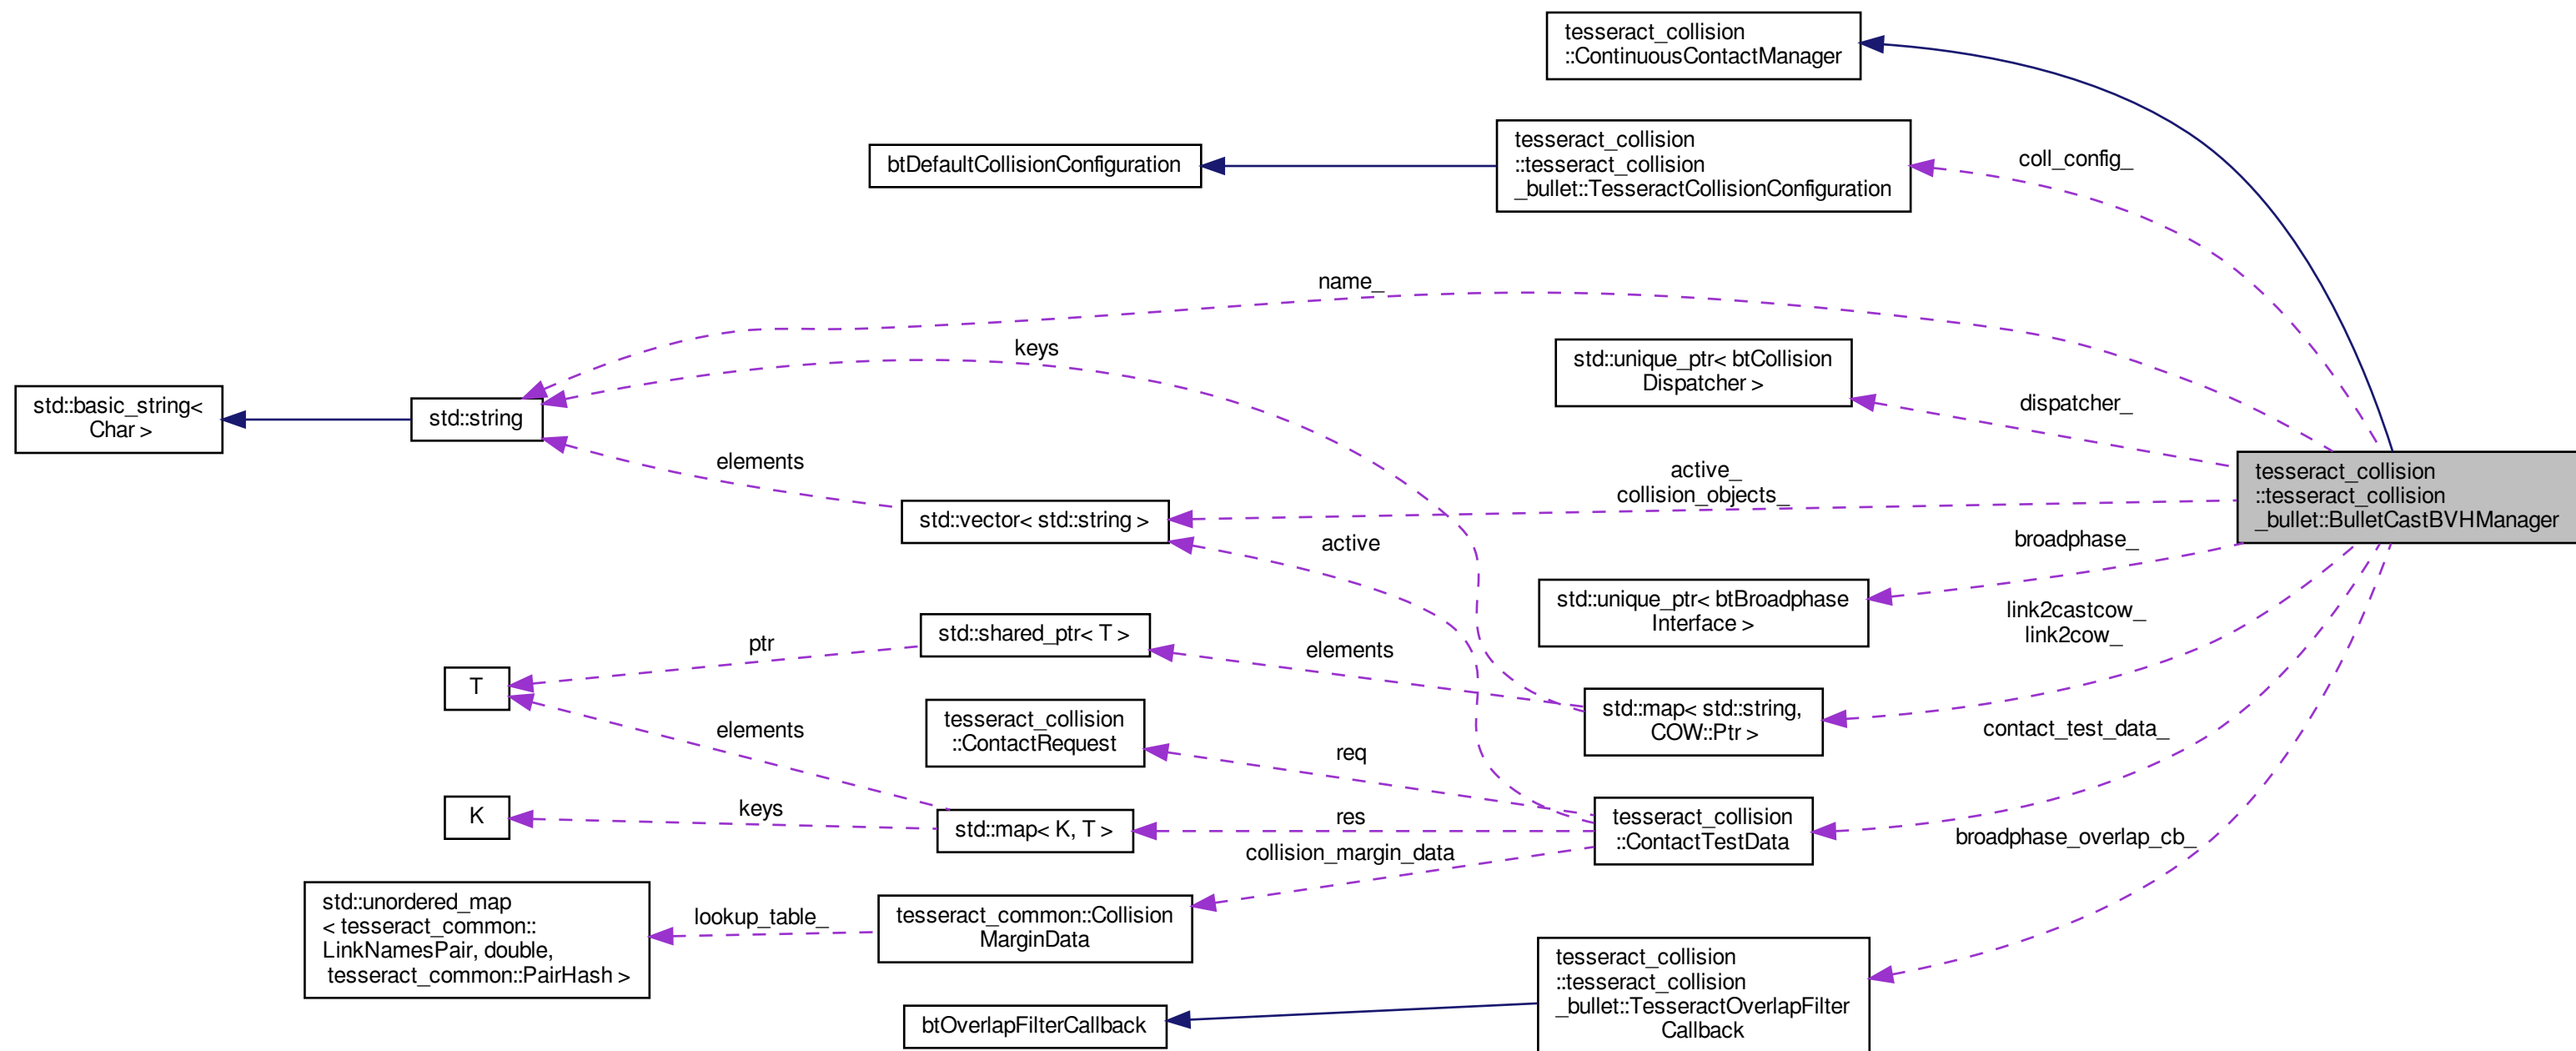 tesseract_collision
::ContinuousContactManager
btDefaultCollisionConfiguration
tesseract_collision
::tesseract_collision
_bullet::TesseractCollisionConfiguration
coll_config_
name_
keys
std::unique_ptr< btCollision
Dispatcher >
dispatcher_
std::basic_string<
Char >
std::string
elements
std::vector< std::string >
active_
collision_objects_
tesseract_collision
::tesseract_collision
_bullet::BulletCastBVHManager
active
broadphase_
std::unique_ptr< btBroadphase
Interface >
link2castcow_
link2cow_
ptr
std::shared_ptr< T >
elements
T
std::map< std::string,
COW::Ptr >
tesseract_collision
::ContactRequest
elements
req
contact_test_data_
K
keys
std::map< K, T >
res
tesseract_collision
::ContactTestData
collision_margin_data
broadphase_overlap_cb_
std::unordered_map
< tesseract_common::
LinkNamesPair, double,
tesseract_common::PairHash >
lookup_table_
tesseract_common::Collision
MarginData
btOverlapFilterCallback
tesseract_collision
::tesseract_collision
_bullet::TesseractOverlapFilter
Callback